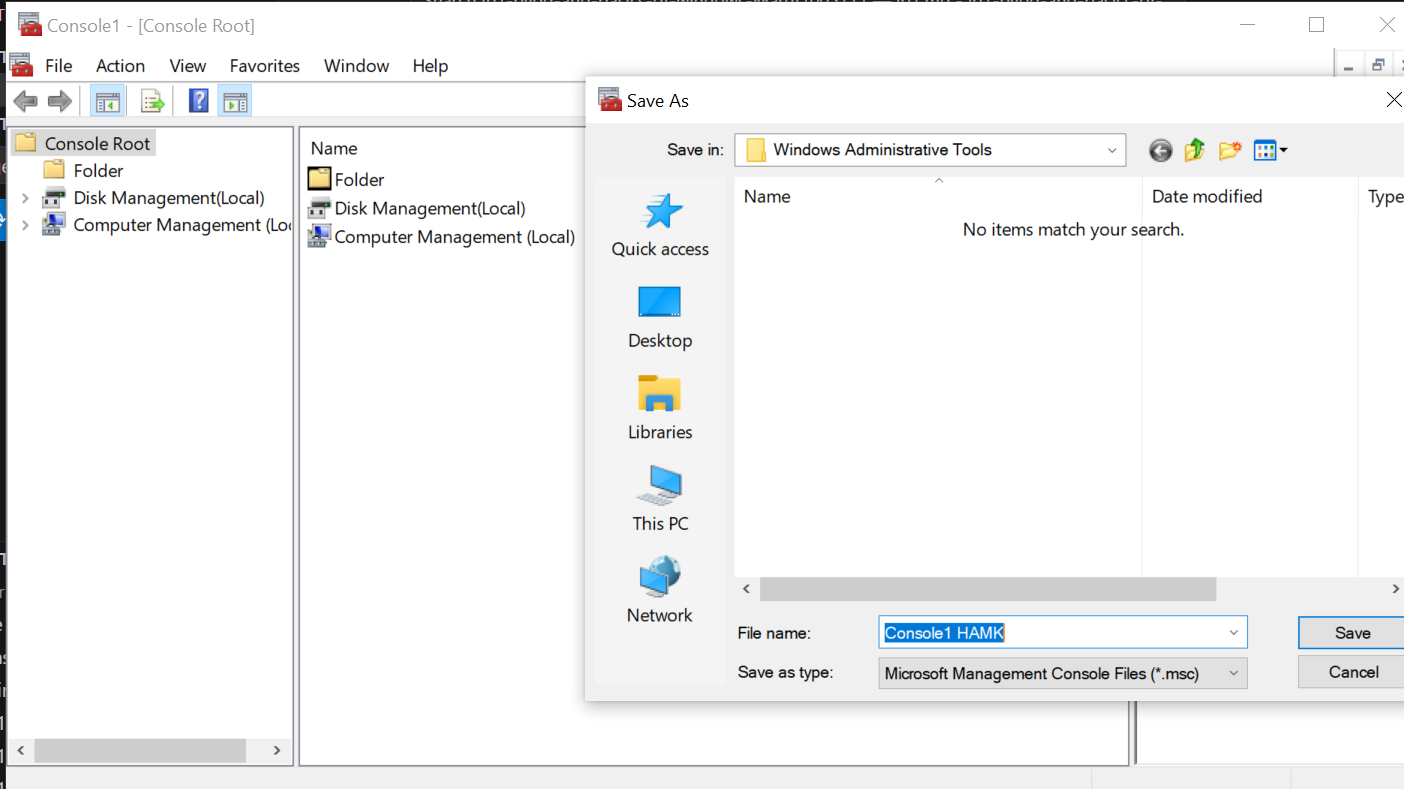 Console1 - [Console Root]
File Action View Favorites Window Help
Console Root
Folder
Disk Management(Local)
Computer Management (Loc
Name
Folder
Disk Management(Local)
Computer Management (Local)
Save As
Save in: Windows Administrative Tools
Quick access
Desktop
Libraries
This PC
Network
Name Date modified Type
No items match your search.
File name: Console1 HAMK Save
Save as type: Microsoft Management Console Files (*.msc) Cancel